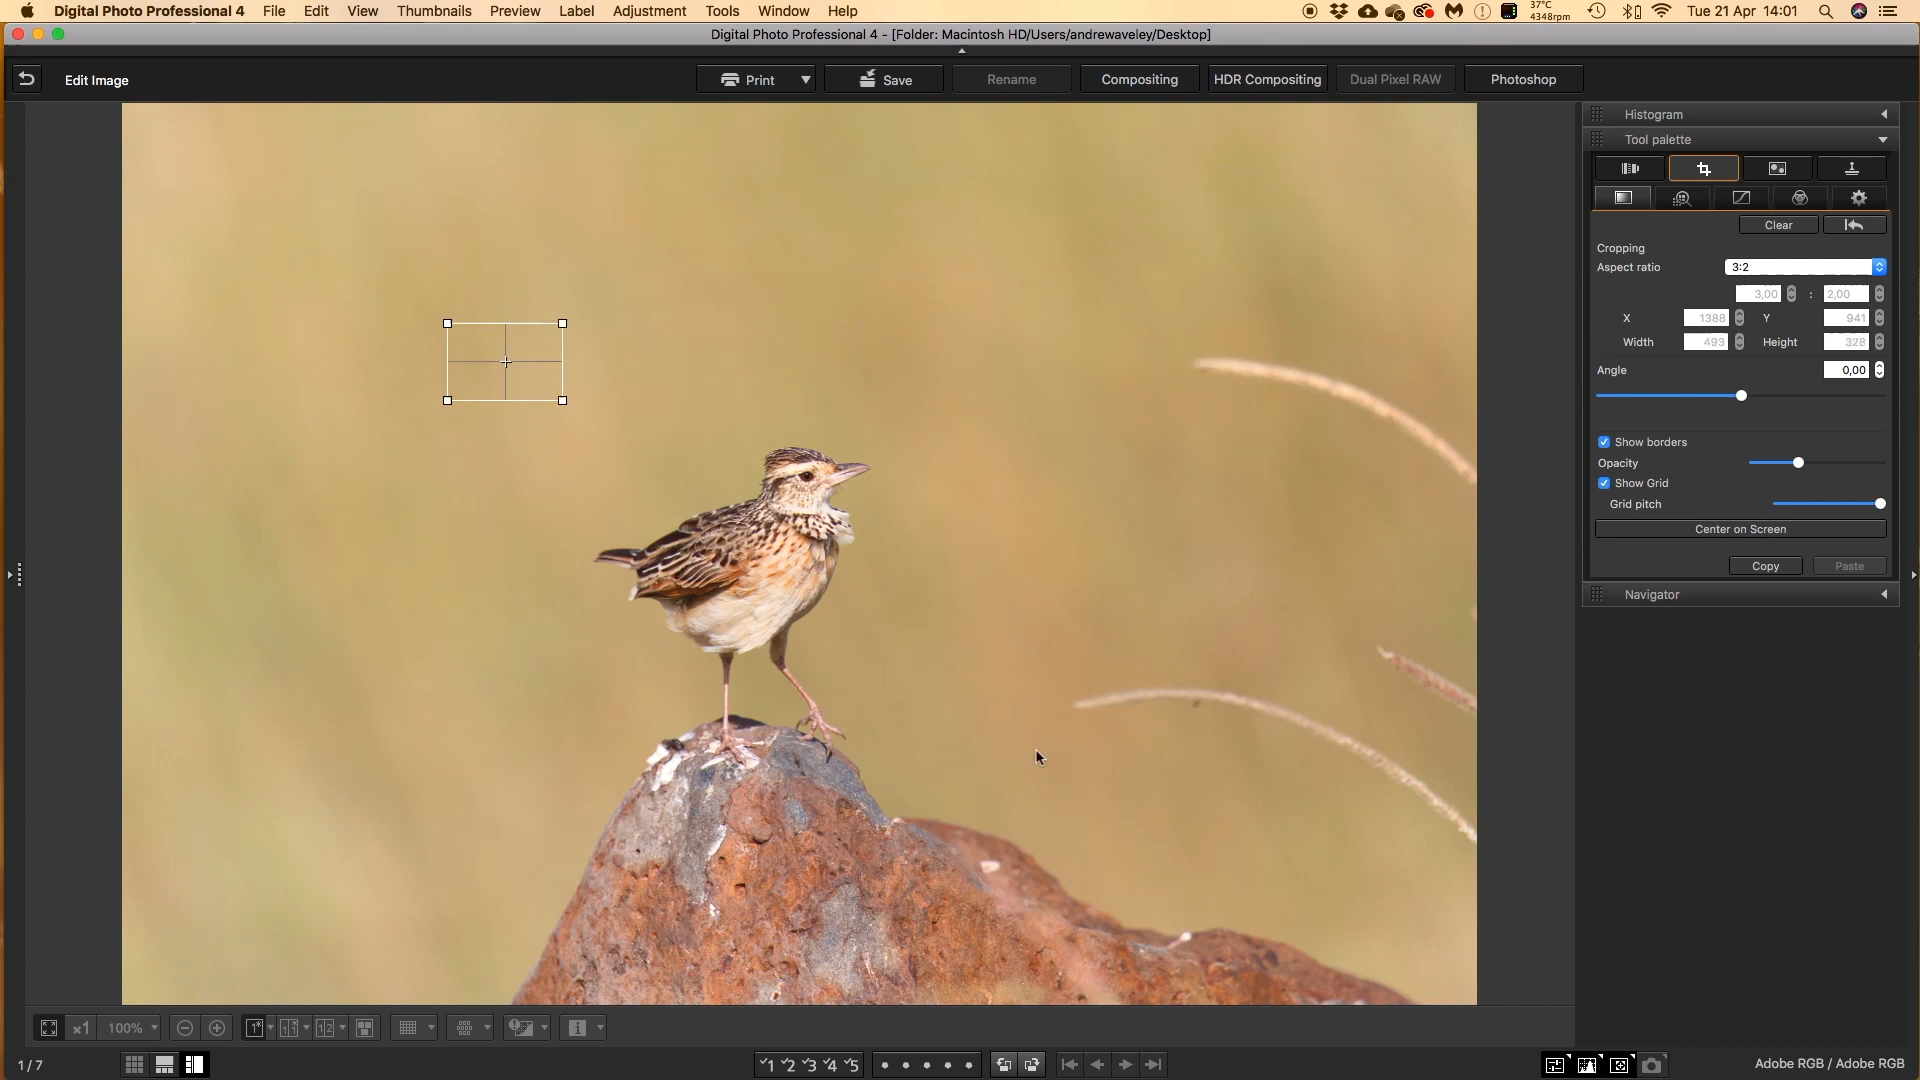 Digital Photo Professional 4 File Edit View Thumbnails Preview Label Adjustment Tools Window Help 37°C 4348rpm Tue 21 Apr 14:01
Digital Photo Professional 4 - [Folder: Macintosh HD/Users/andrewaveley/Desktop]
Edit Image Print Save Rename Compositing HDR Compositing Dual Pixel RAW Photoshop
Histogram
Tool palette
Clear
Cropping
Aspect ratio 3:2
3,00 : 2,00
X 1388 Y 941
Width 493 Height 328
Angle 0,00
Show borders
Opacity
Show Grid
Grid pitch
Center on Screen
Copy Paste
Navigator
x1 100%
1 / 7 1 2 3 4 5 Adobe RGB / Adobe RGB